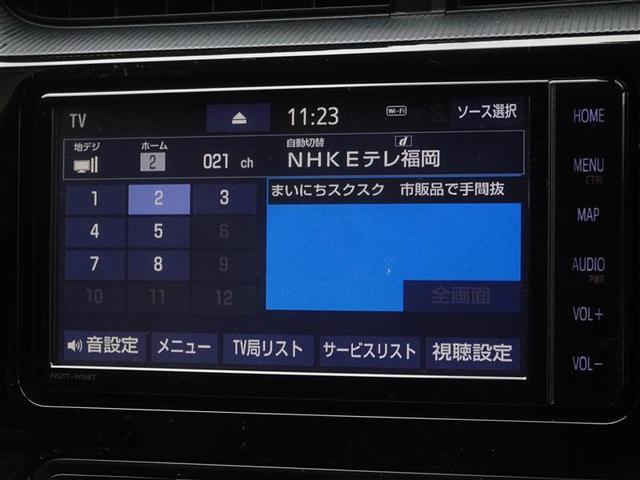 TV 11:23 Wi-Fi ソース選択
地デジ ホーム 2 021 ch 自動切替 d
NHKEテレ福岡
1 2 3
まいにちスクスク 市販品で手間抜
4 5 6
7 8 9
10 11 12
全画面
音設定 メニュー TV局リスト サービスリスト 視聴設定
NSZT-W68T
HOME
MENU
CTRL
MAP
AUDIO
PWR
VOL+
VOL-